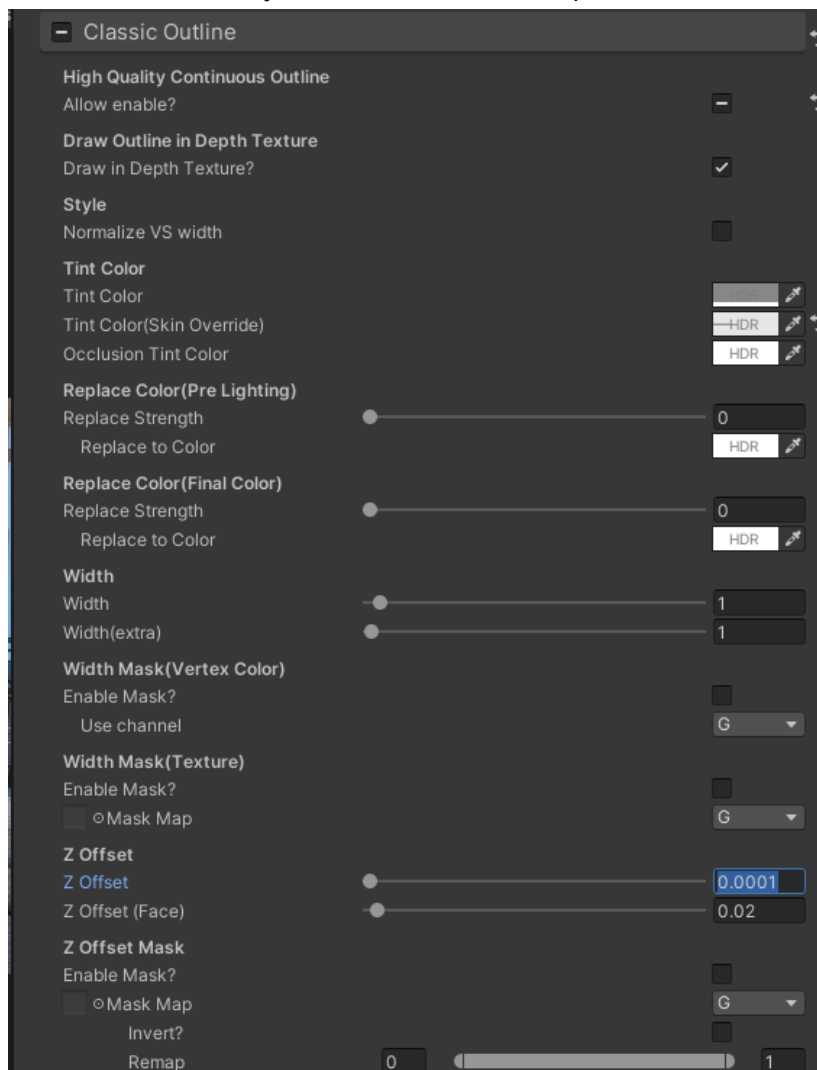 Classic Outline
High Quality Continuous Outline
Allow enable?
Draw Outline in Depth Texture
Draw in Depth Texture?
Style
Normalize VS width
Tint Color
Tint Color HDR
Tint Color(Skin Override) HDR
Occlusion Tint Color HDR
Replace Color(Pre Lighting)
Replace Strength 0
Replace to Color HDR
Replace Color(Final Color)
Replace Strength 0
Replace to Color HDR
Width
Width 1
Width(extra) 1
Width Mask(Vertex Color)
Enable Mask?
Use channel G
Width Mask(Texture)
Enable Mask?
Mask Map G
Z Offset
Z Offset 0.0001
Z Offset (Face) 0.02
Z Offset Mask
Enable Mask?
Mask Map G
Invert?
Remap 0 1